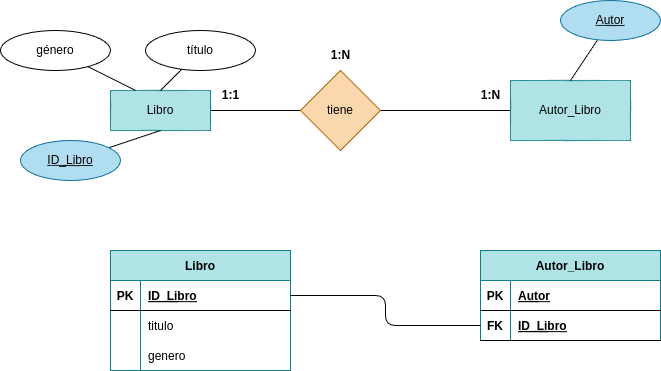 Autor
género
título
1:N
Libro
1:1
tiene
1:N
Autor_Libro
ID_Libro
Libro
PK ID_Libro
titulo
genero
Autor_Libro
PK Autor
FK ID_Libro